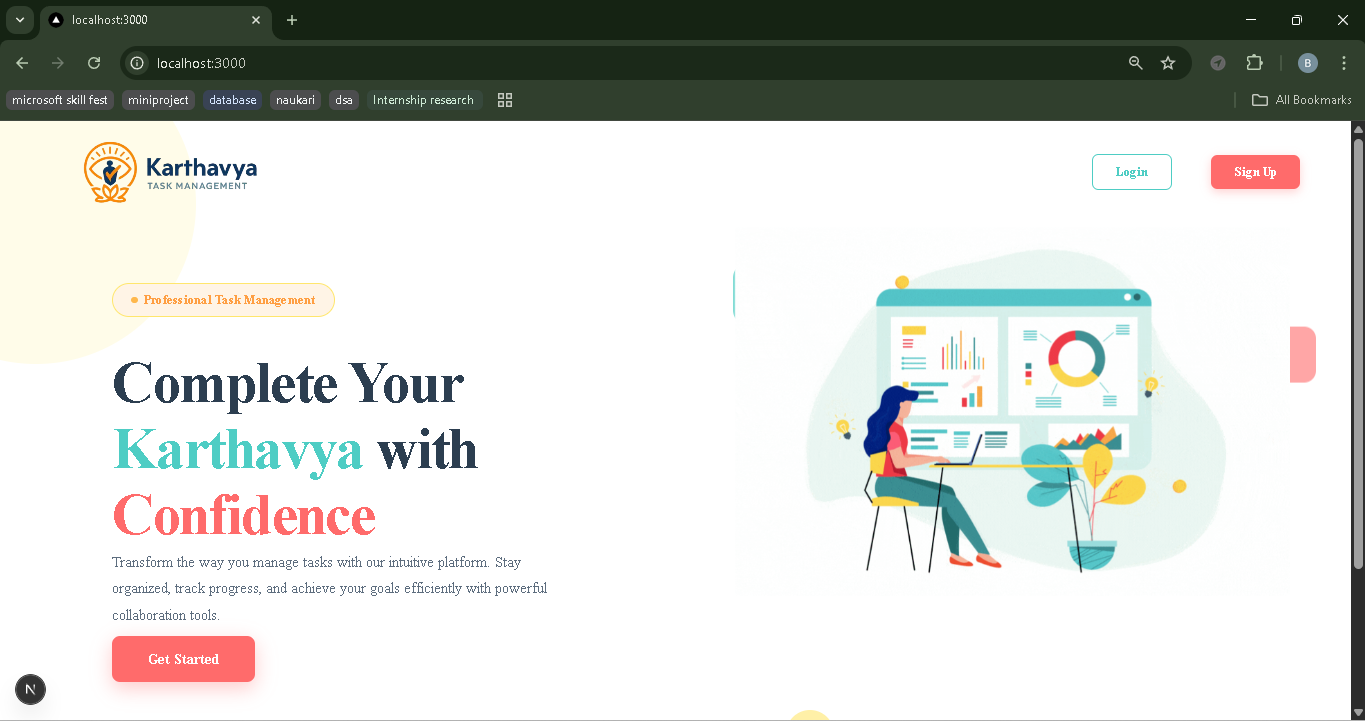 localhost:3000
localhost:3000
B
microsoft skill fest
miniproject
database
naukari
dsa
Internship research
All Bookmarks
Karthavya
TASK MANAGEMENT
Login
Sign Up
Professional Task Management
Complete Your
Karthavya with
Confidence
Transform the way you manage tasks with our intuitive platform. Stay
organized, track progress, and achieve your goals efficiently with powerful
collaboration tools.
Get Started
N